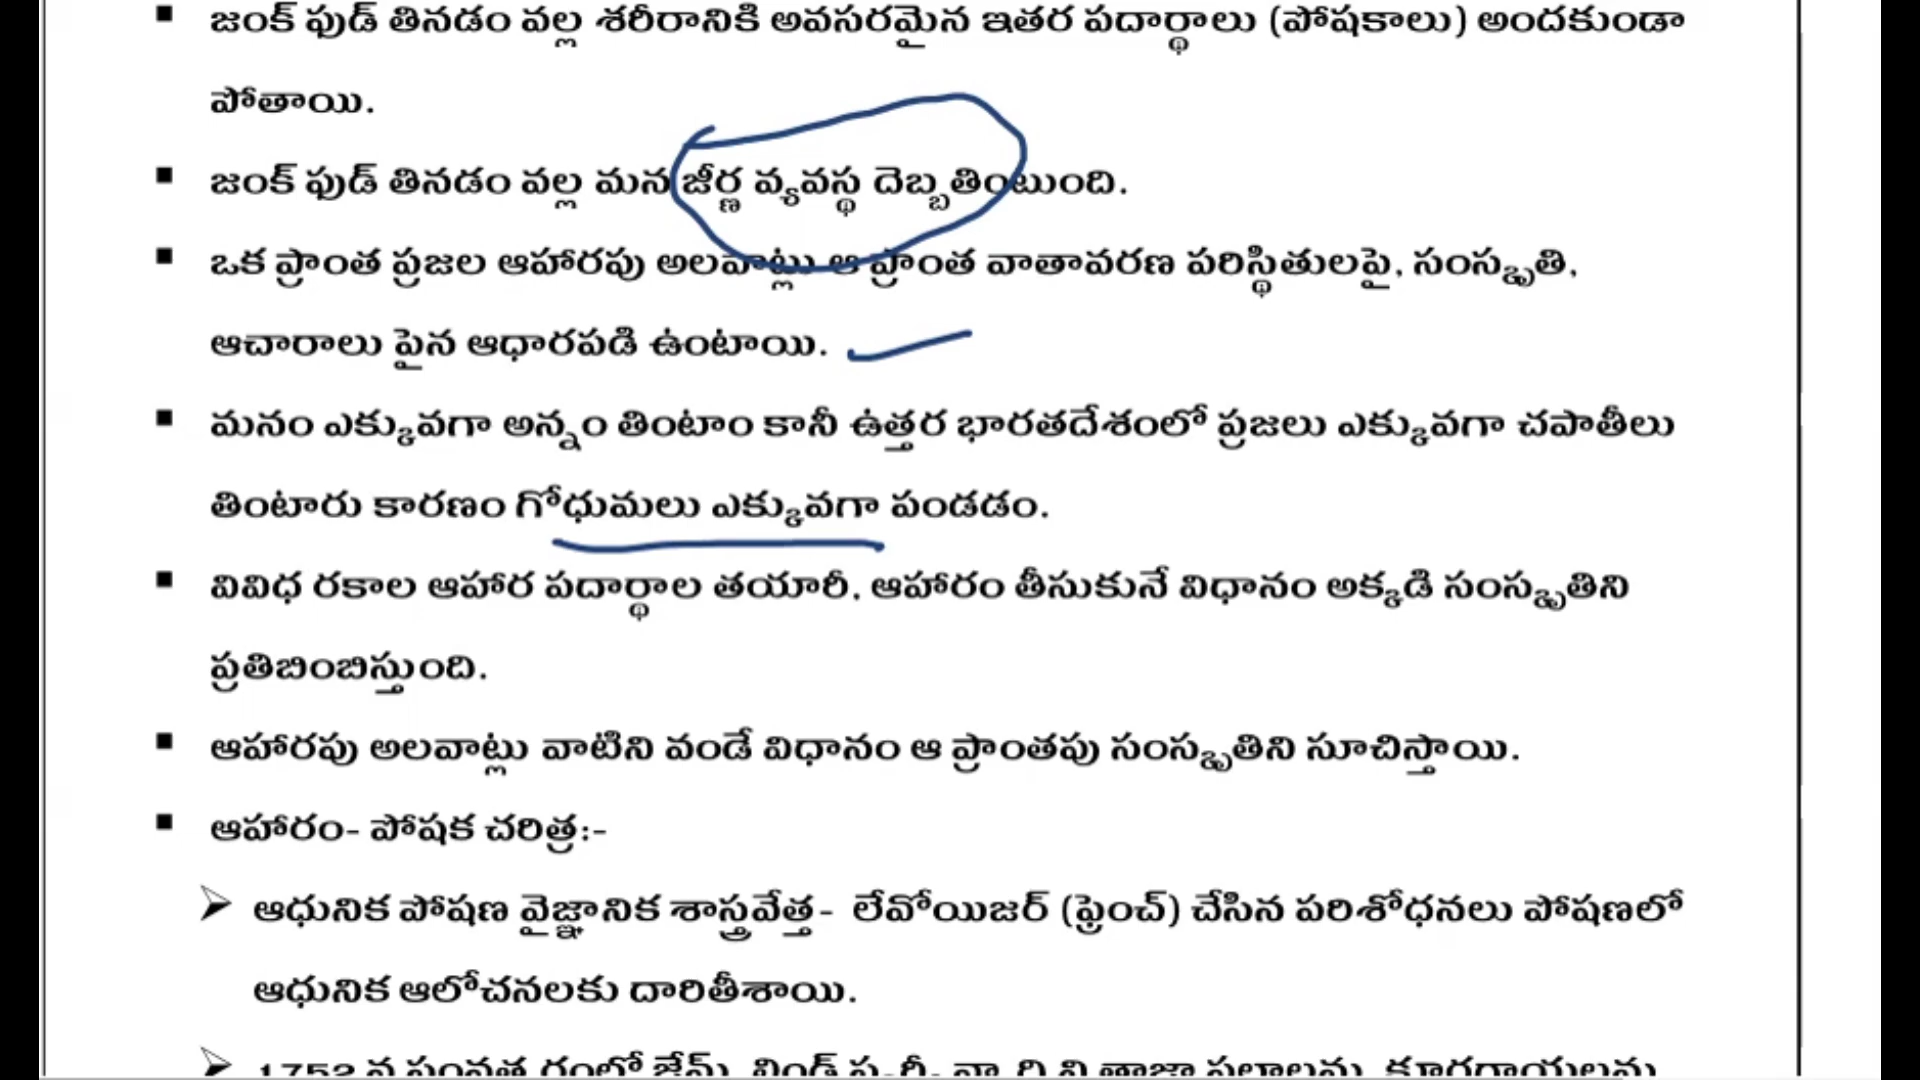 జంక్ ఫుడ్ తినడం వల్ల శరీరానికి అవసరమైన ఇతర పదార్థాలు (పోషకాలు) అందకుండా
పోతాయి.
జంక్ ఫుడ్ తినడం వల్ల మన జీర్ణ వ్యవస్థ దెబ్బతింటుంది.
ఒక ప్రాంత ప్రజల ఆహారపు అలవాట్లు ఆ ప్రాంత వాతావరణ పరిస్థితులపై, సంస్కృతి,
ఆచారాలు పైన ఆధారపడి ఉంటాయి.
మనం ఎక్కువగా అన్నం తింటాం కానీ ఉత్తర భారతదేశంలో ప్రజలు ఎక్కువగా చపాతీలు
తింటారు కారణం గోధుమలు ఎక్కువగా పండడం.
వివిధ రకాల ఆహార పదార్థాల తయారీ, ఆహారం తీసుకునే విధానం అక్కడి సంస్కృతిని
ప్రతిబింబిస్తుంది.
ఆహారపు అలవాట్లు వాటిని వండే విధానం ఆ ప్రాంతపు సంస్కృతిని సూచిస్తాయి.
ఆహారం- పోషక చరిత్ర:-
ఆధునిక పోషణ వైజ్ఞానిక శాస్త్రవేత్త- లేవోయిజర్ (ఫ్రెంచ్) చేసిన పరిశోధనలు పోషణలో
ఆధునిక ఆలోచనలకు దారితీశాయి.